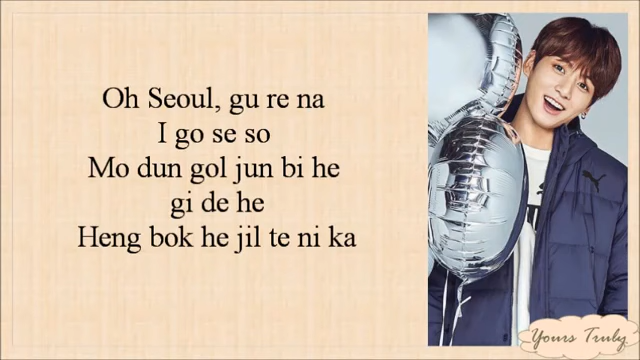 Oh Seoul, gu re na
I go se so
Mo dun gol jun bi he
gi de he
Heng bok he jil te ni ka
PUMA
Yours Truly